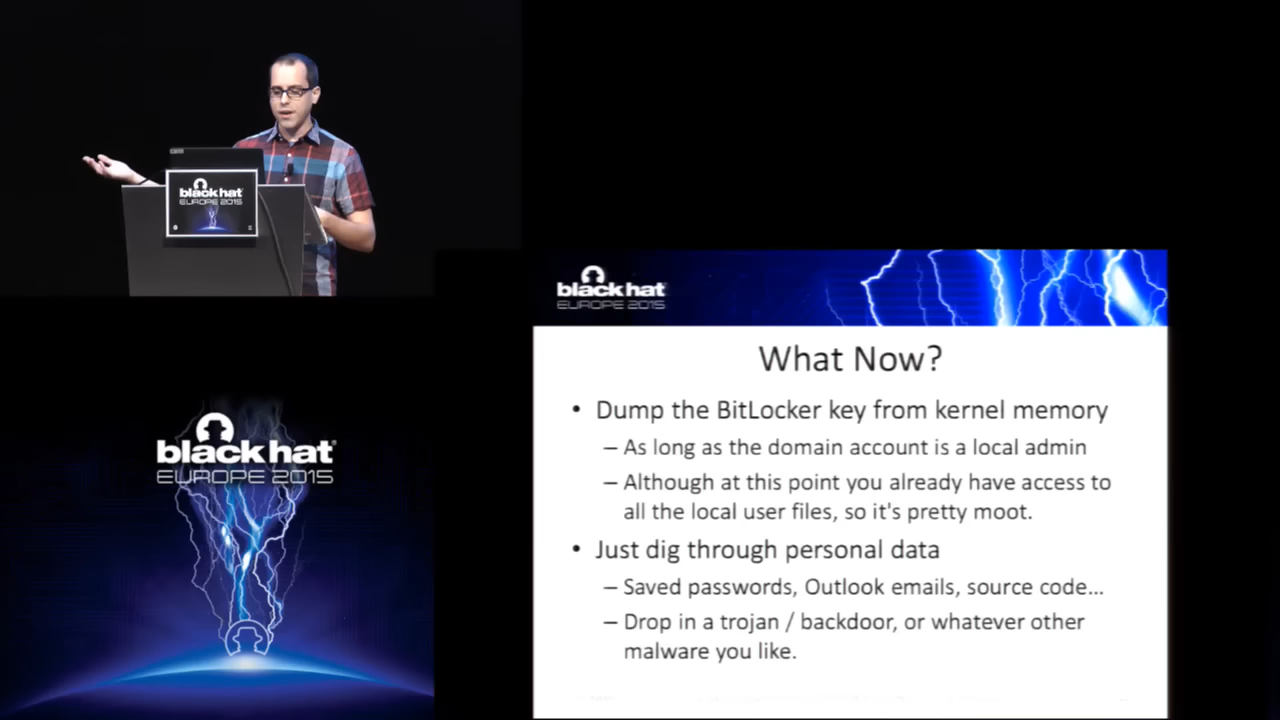 black hat
EUROPE 2015
black hat
EUROPE 2015
What Now?
• Dump the BitLocker key from kernel memory
– As long as the domain account is a local admin
– Although at this point you already have access to
all the local user files, so it's pretty moot.
• Just dig through personal data
– Saved passwords, Outlook emails, source code...
– Drop in a trojan / backdoor, or whatever other
malware you like.
black hat
EUROPE 2015